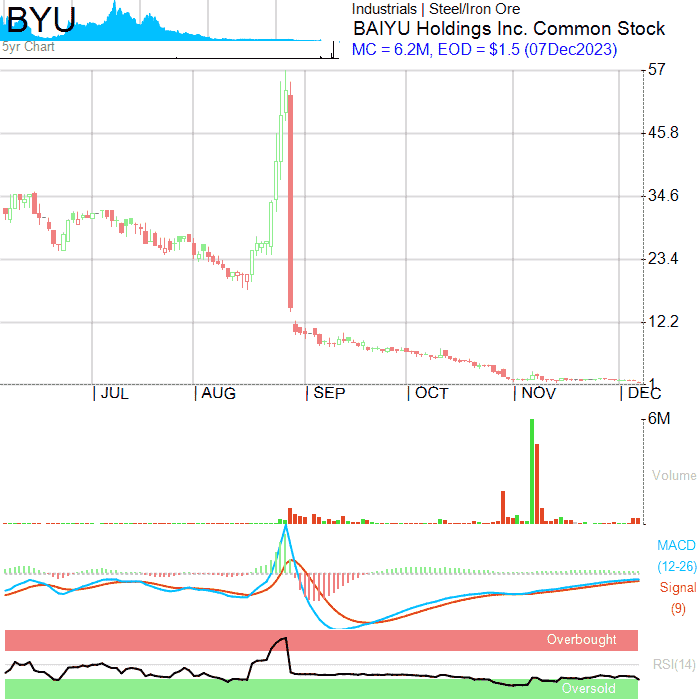 BYU
5yr Chart
Industrials | Steel/Iron Ore
BAIYU Holdings Inc. Common Stock
MC = 6.2M, EOD = $1.5 (07Dec2023)
57
45.8
34.6
23.4
12.2
1
| JUL | AUG | SEP | OCT | NOV | DEC
6M
Volume
MACD
(12-26)
Signal
(9)
Overbought
RSI(14)
Oversold